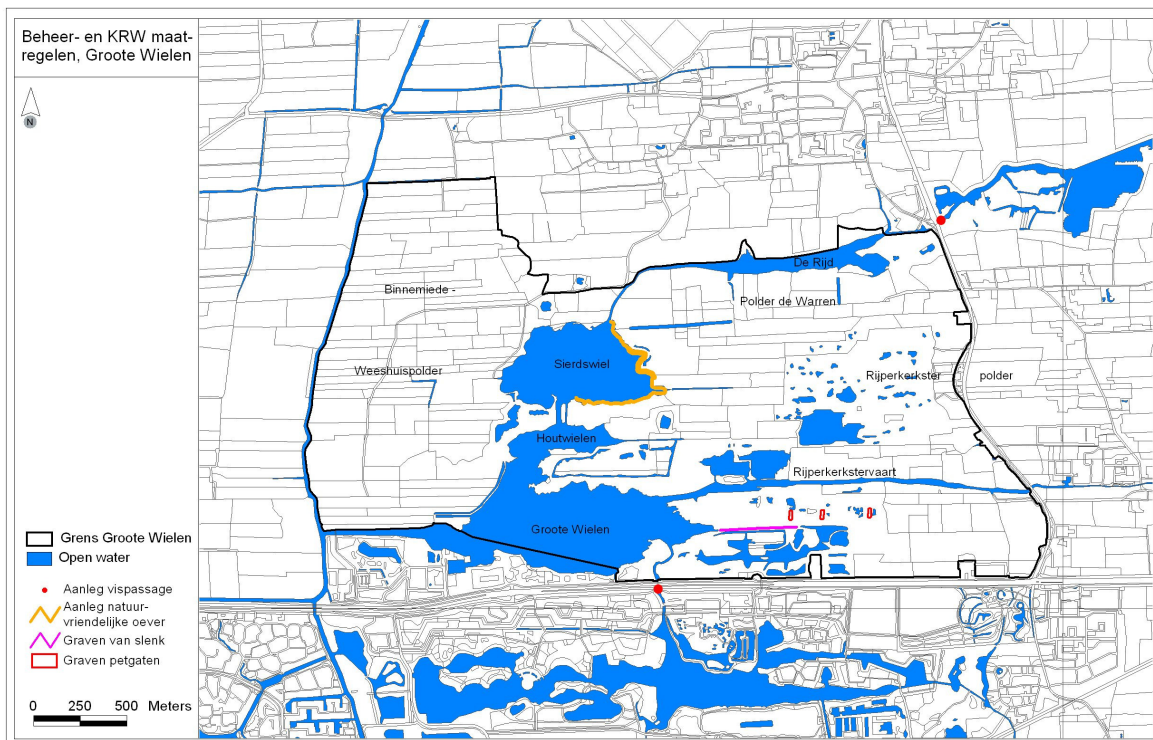 Beheer- en KRW maat-
regelen, Groote Wielen
N
De Rijd
Binnemiede -
Polder de Warren
Sierdswiel
Weeshuispolder
Rijperkerkster
polder
Houtwielen
Rijperkerkstervaart
Groote Wielen
Grens Groote Wielen
Open water
Aanleg vispassage
Aanleg natuur-
vriendelijke oever
Graven van slenk
Graven petgaten
0 250 500 Meters